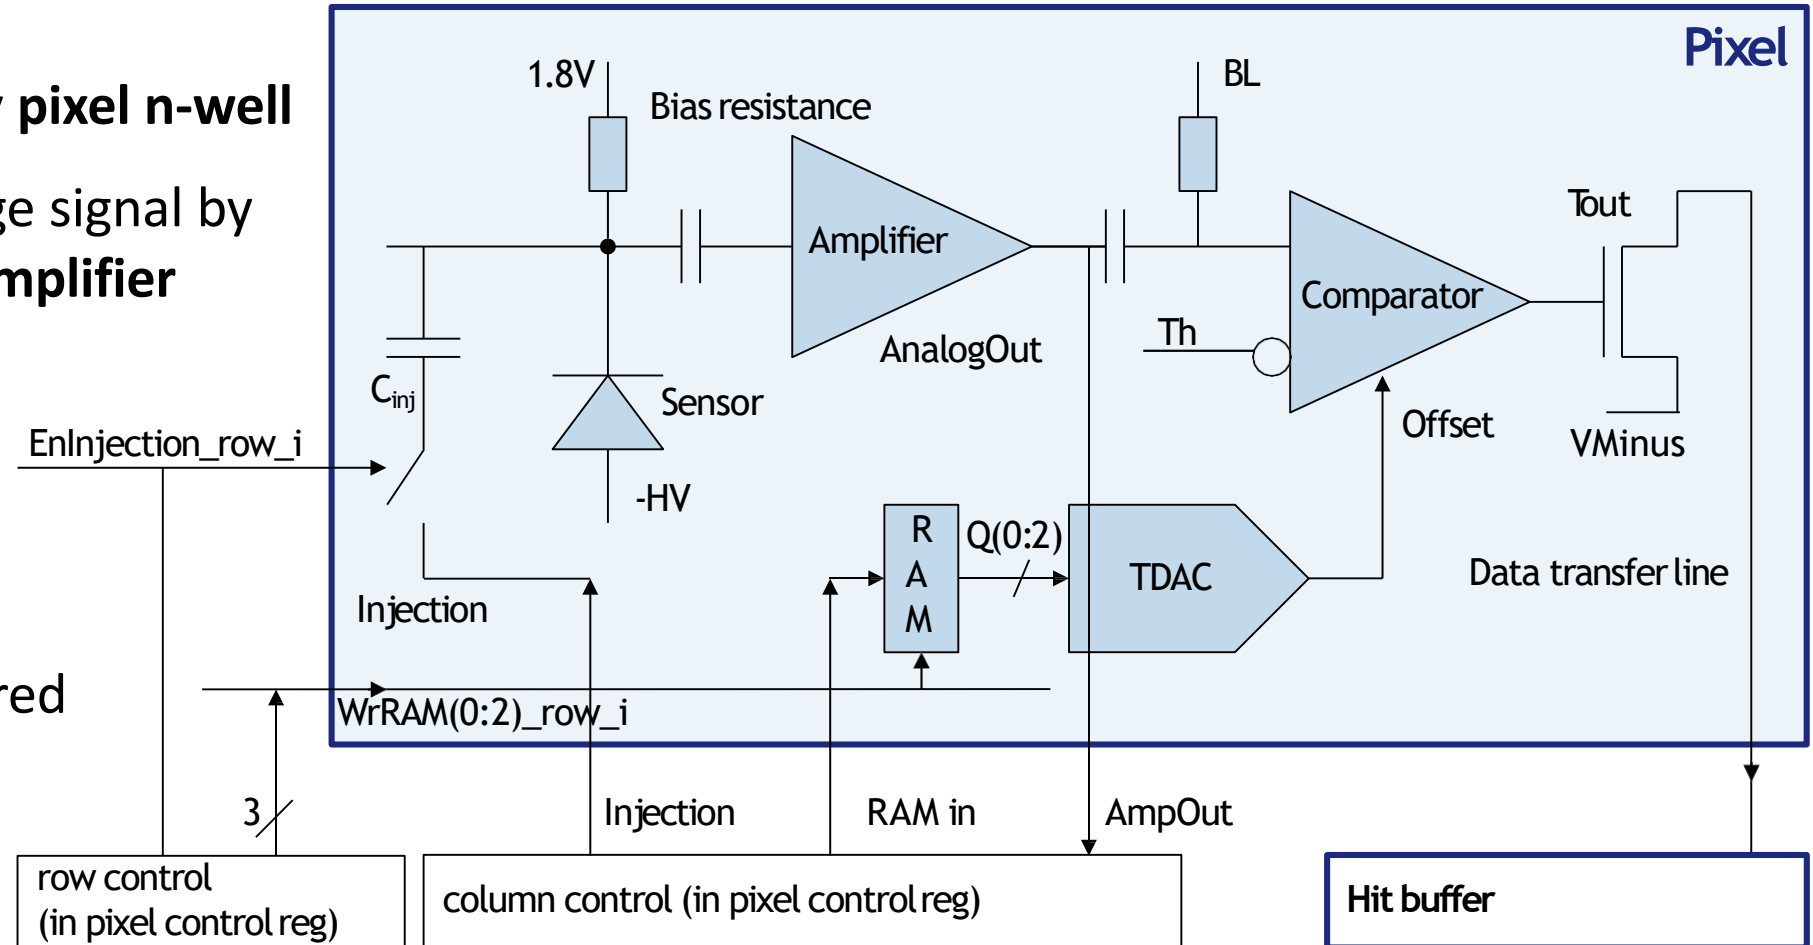 pixel n-well
ge signal by
mplifier
red
Pixel
1.8V
Bias resistance
BL
Tout
Amplifier
Comparator
Th
AnalogOut
Cinj
Sensor
Offset
EnInjection_row_i
VMinus
-HV
R
A
M
Q(0:2)
TDAC
Data transfer line
Injection
WrRAM(0:2)_row_i
3
Injection
RAM in
AmpOut
row control
(in pixel control reg)
column control (in pixel control reg)
Hit buffer